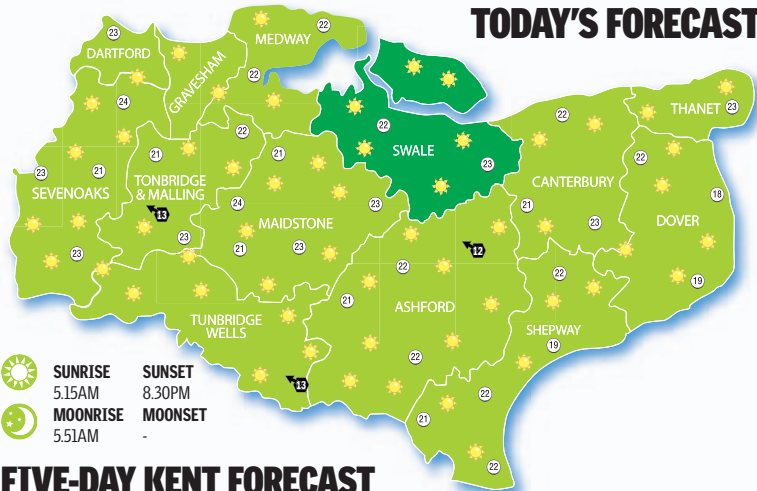 TODAY'S FORECAST
23
22
MEDWAY
DARTFORD
GRAVESHAM
22
24
THANET
23
22
22
22
21
21
22
SWALE
23
21
23
SEVENOAKS
TONBRIDGE
& MALLING
CANTERBURY
18
13
24
23
21
DOVER
MAIDSTONE
23
23
21
23
12
23
22
22
19
21
ASHFORD
TUNBRIDGE
WELLS
SHEPWAY
19
22
13
22
21
22
SUNRISE SUNSET
5.15AM 8.30PM
MOONRISE MOONSET
5.51AM -
FIVE-DAY KENT FORECAST